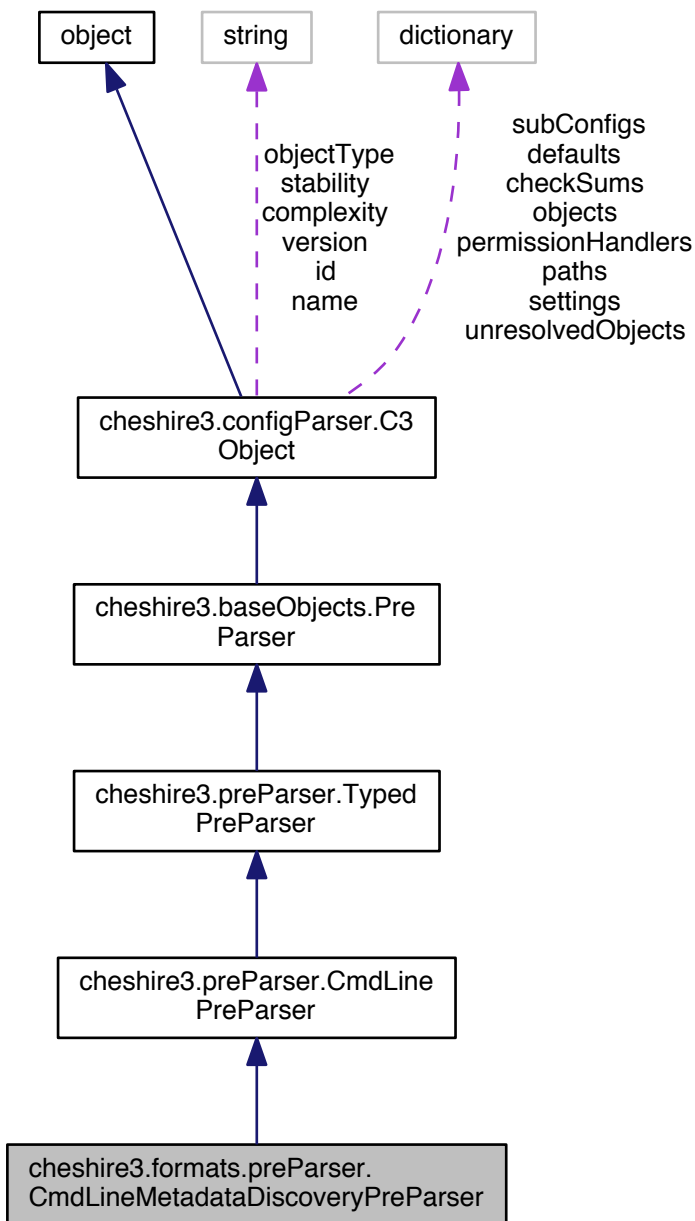 object
string
dictionary
objectType
stability
complexity
version
id
name
subConfigs
defaults
checkSums
objects
permissionHandlers
paths
settings
unresolvedObjects
cheshire3.configParser.C3
Object
cheshire3.baseObjects.Pre
Parser
cheshire3.preParser.Typed
PreParser
cheshire3.preParser.CmdLine
PreParser
cheshire3.formats.preParser.
CmdLineMetadataDiscoveryPreParser